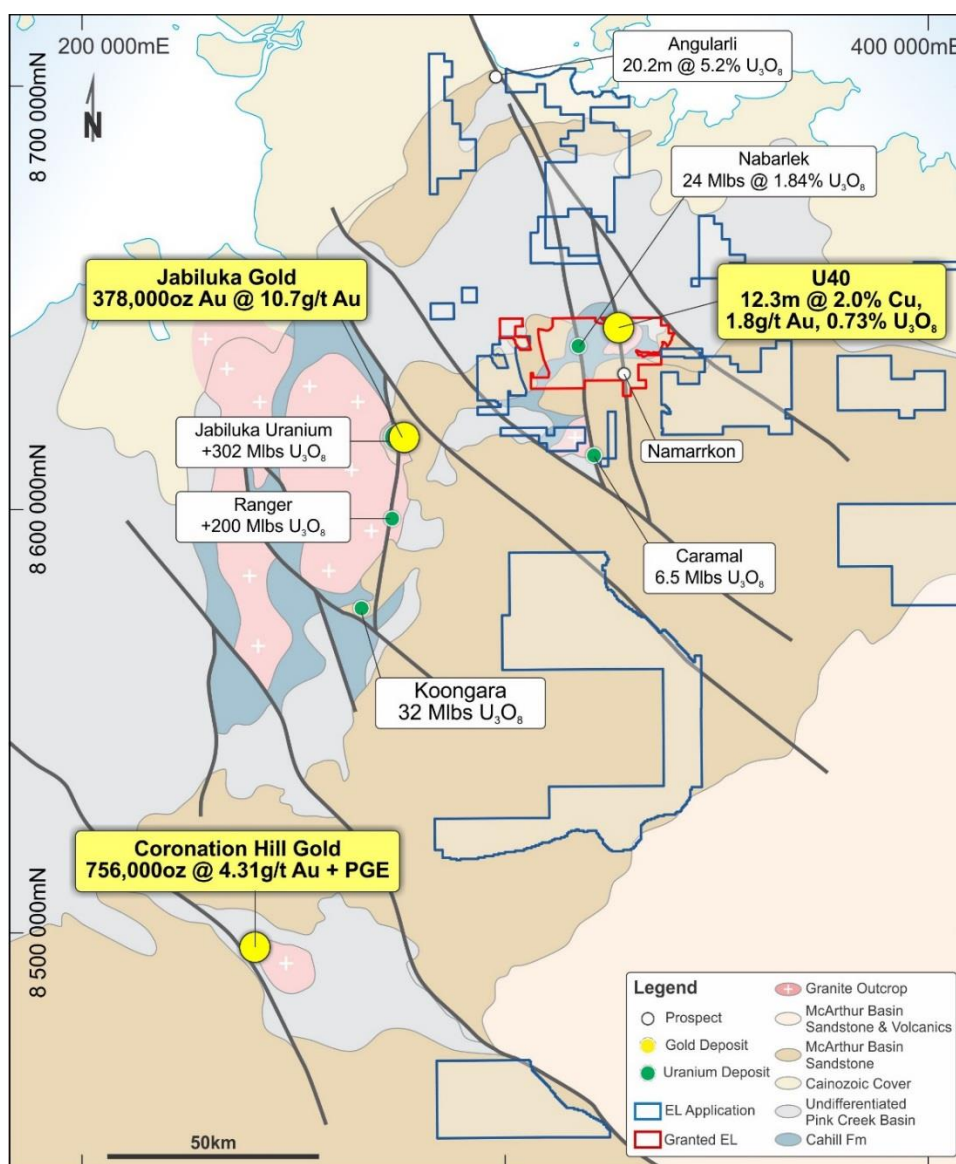 200 000mE
400 000mE
8 700 000mN
8 600 000mN
8 500 000mN
N
Angularli
20.2m @ 5.2% U₃O₈
Nabarlek
24 Mlbs @ 1.84% U₃O₈
Jabiluka Gold
378,000oz Au @ 10.7g/t Au
U40
12.3m @ 2.0% Cu,
1.8g/t Au, 0.73% U₃O₈
Jabiluka Uranium
+302 Mlbs U₃O₈
Namarrkon
Ranger
+200 Mlbs U₃O₈
Caramal
6.5 Mlbs U₃O₈
Koongara
32 Mlbs U₃O₈
Coronation Hill Gold
756,000oz @ 4.31g/t Au + PGE
50km
Legend
Prospect
Gold Deposit
Uranium Deposit
EL Application
Granted EL
Granite Outcrop
McArthur Basin
Sandstone & Volcanics
McArthur Basin
Sandstone
Cainozoic Cover
Undifferentiated
Pink Creek Basin
Cahill Fm